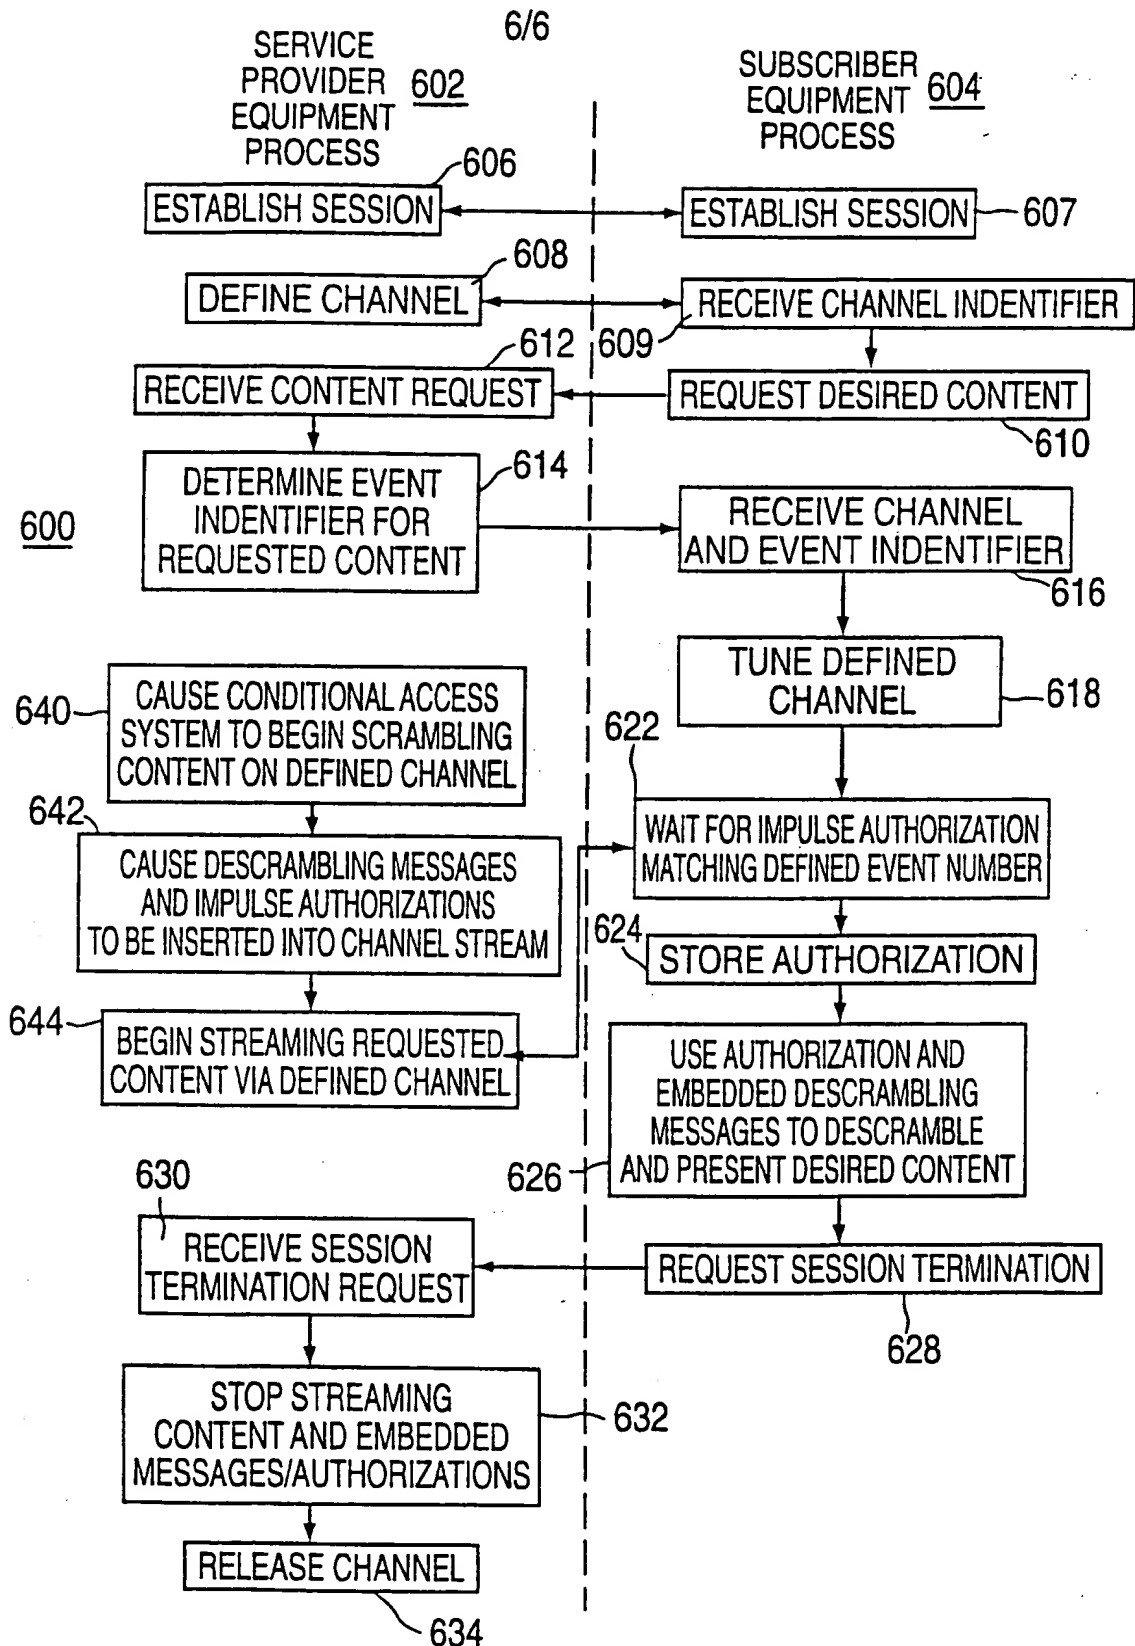 6/6
SERVICE
PROVIDER
EQUIPMENT
PROCESS
602
SUBSCRIBER
EQUIPMENT
PROCESS
604
606
ESTABLISH SESSION
ESTABLISH SESSION
607
608
DEFINE CHANNEL
RECEIVE CHANNEL INDENTIFIER
609
612
RECEIVE CONTENT REQUEST
REQUEST DESIRED CONTENT
610
614
DETERMINE EVENT
INDENTIFIER FOR
REQUESTED CONTENT
600
RECEIVE CHANNEL
AND EVENT INDENTIFIER
616
TUNE DEFINED
CHANNEL
618
640
CAUSE CONDITIONAL ACCESS
SYSTEM TO BEGIN SCRAMBLING
CONTENT ON DEFINED CHANNEL
622
WAIT FOR IMPULSE AUTHORIZATION
MATCHING DEFINED EVENT NUMBER
642
CAUSE DESCRAMBLING MESSAGES
AND IMPULSE AUTHORIZATIONS
TO BE INSERTED INTO CHANNEL STREAM
624
STORE AUTHORIZATION
644
BEGIN STREAMING REQUESTED
CONTENT VIA DEFINED CHANNEL
USE AUTHORIZATION AND
EMBEDDED DESCRAMBLING
MESSAGES TO DESCRAMBLE
AND PRESENT DESIRED CONTENT
626
630
RECEIVE SESSION
TERMINATION REQUEST
REQUEST SESSION TERMINATION
628
STOP STREAMING
CONTENT AND EMBEDDED
MESSAGES/AUTHORIZATIONS
632
RELEASE CHANNEL
634